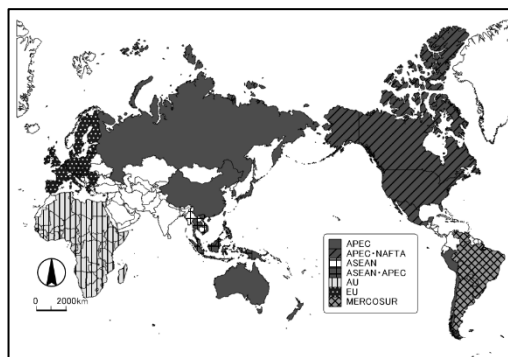 APEC
APEC・NAFTA
ASEAN
ASEAN・APEC
AU
EU
MERCOSUR
0 2000km